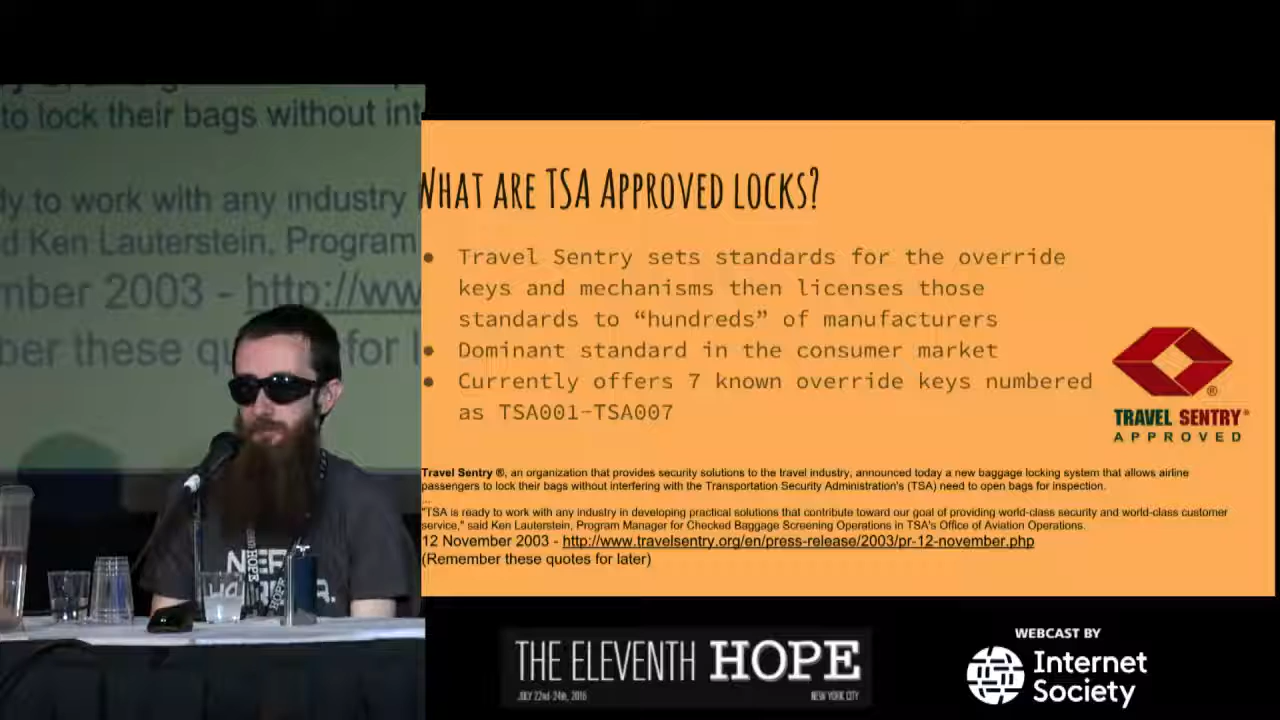 to lock their bags without int
dy to work with any industry
d Ken Lauterstein, Program
mber 2003 - http://ww
ber these qu for l
WHAT ARE TSA APPROVED LOCKS?
● Travel Sentry sets standards for the override
keys and mechanisms then licenses those
standards to “hundreds” of manufacturers
● Dominant standard in the consumer market
● Currently offers 7 known override keys numbered
as TSA001-TSA007
TRAVEL SENTRY®
APPROVED
Travel Sentry ®, an organization that provides security solutions to the travel industry, announced today a new baggage locking system that allows airline
passengers to lock their bags without interfering with the Transportation Security Administration's (TSA) need to open bags for inspection.
...
"TSA is ready to work with any industry in developing practical solutions that contribute toward our goal of providing world-class security and world-class customer
service," said Ken Lauterstein, Program Manager for Checked Baggage Screening Operations in TSA's Office of Aviation Operations.
12 November 2003 - http://www.travelsentry.org/en/press-release/2003/pr-12-november.php
(Remember these quotes for later)
HOPE
THE ELEVENTH HOPE
JULY 22nd-24th, 2016
NEW YORK CITY
WEBCAST BY
Internet
Society